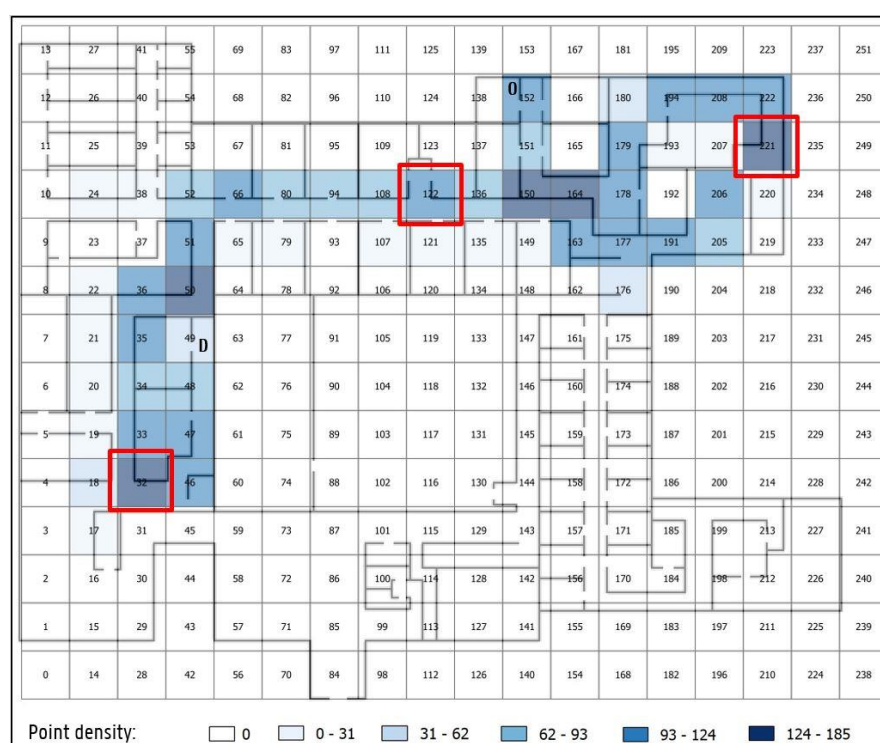 13 27 41 55 69 83 97 111 125 139 153 167 181 195 209 223 237 251
12 26 40 54 68 82 96 110 124 138 O 152 166 180 194 208 222 236 250
11 25 39 53 67 81 95 109 123 137 151 165 179 193 207 221 235 249
10 24 38 52 66 80 94 108 122 136 150 164 178 192 206 220 234 248
9 23 37 51 65 79 93 107 121 135 149 163 177 191 205 219 233 247
8 22 36 50 64 78 92 106 120 134 148 162 176 190 204 218 232 246
7 21 35 49 D 63 77 91 105 119 133 147 161 175 189 203 217 231 245
6 20 34 48 62 76 90 104 118 132 146 160 174 188 202 216 230 244
5 19 33 47 61 75 89 103 117 131 145 159 173 187 201 215 229 243
4 18 32 46 60 74 88 102 116 130 144 158 172 186 200 214 228 242
3 17 31 45 59 73 87 101 115 129 143 157 171 185 199 213 227 241
2 16 30 44 58 72 86 100 114 128 142 156 170 184 198 212 226 240
1 15 29 43 57 71 85 99 113 127 141 155 169 183 197 211 225 239
0 14 28 42 56 70 84 98 112 126 140 154 168 182 196 210 224 238
Point density: 0 0 - 31 31 - 62 62 - 93 93 - 124 124 - 185